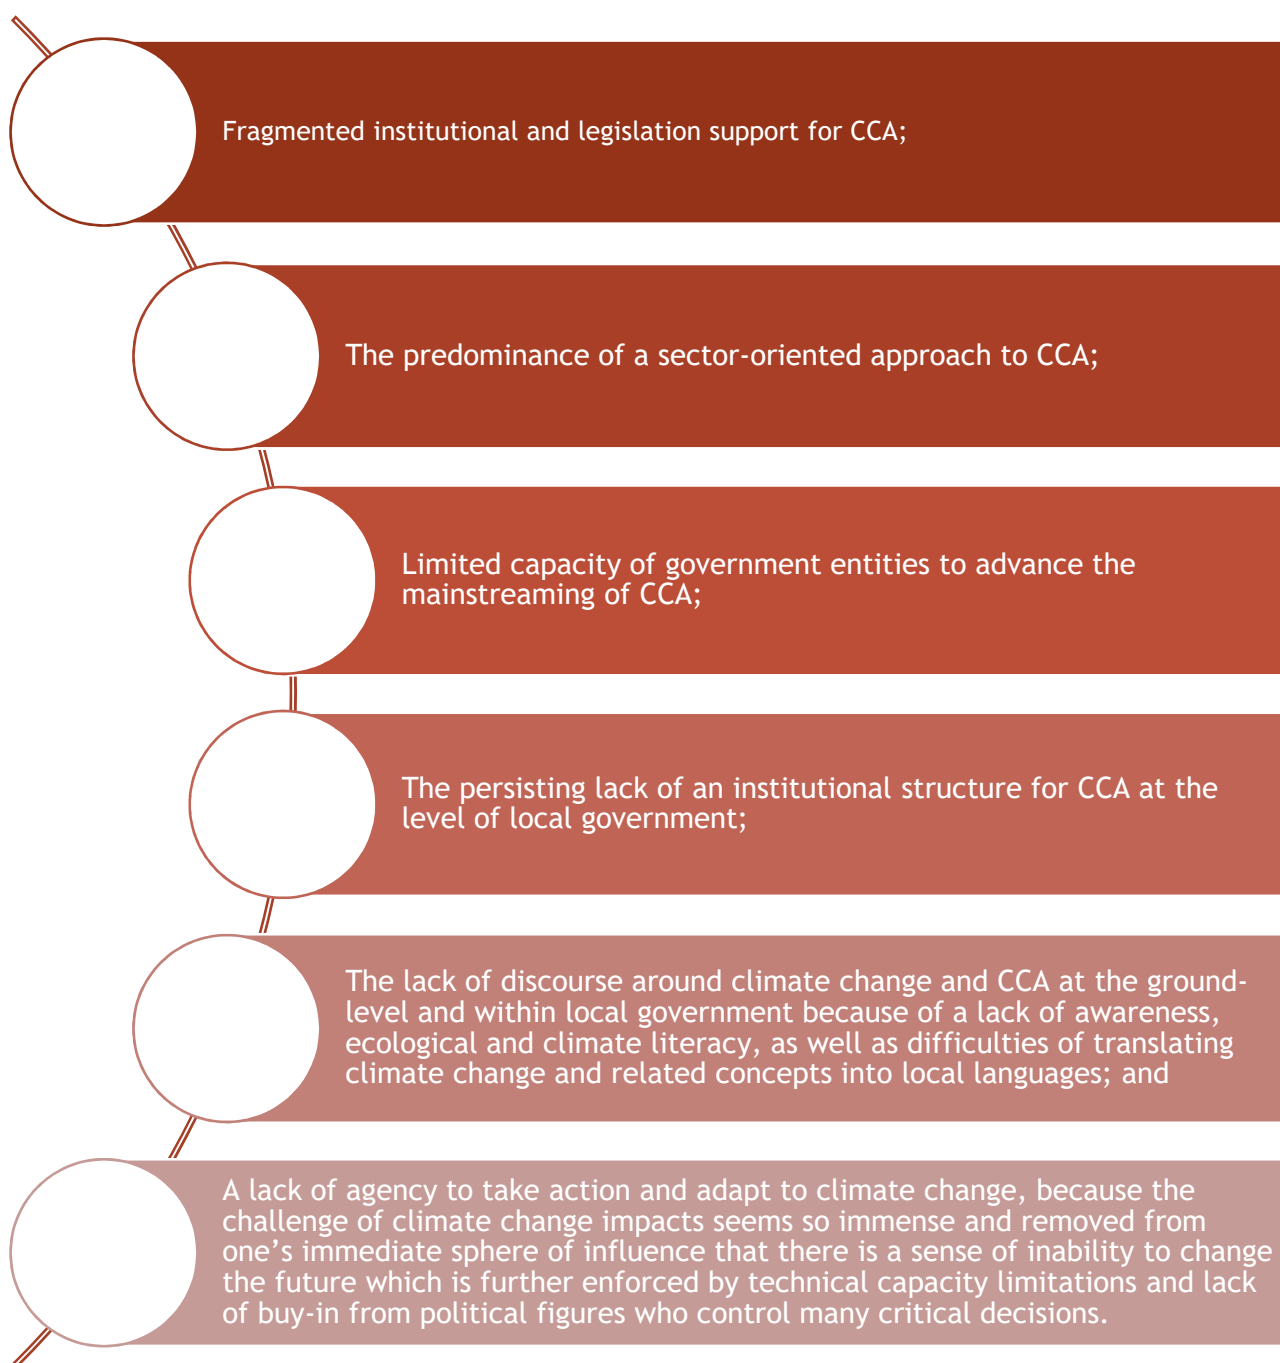 Fragmented institutional and legislation support for CCA;
The predominance of a sector-oriented approach to CCA;
Limited capacity of government entities to advance the
mainstreaming of CCA;
The persisting lack of an institutional structure for CCA at the
level of local government;
The lack of discourse around climate change and CCA at the ground-
level and within local government because of a lack of awareness,
ecological and climate literacy, as well as difficulties of translating
climate change and related concepts into local languages; and
A lack of agency to take action and adapt to climate change, because the
challenge of climate change impacts seems so immense and removed from
one’s immediate sphere of influence that there is a sense of inability to change
the future which is further enforced by technical capacity limitations and lack
of buy-in from political figures who control many critical decisions.